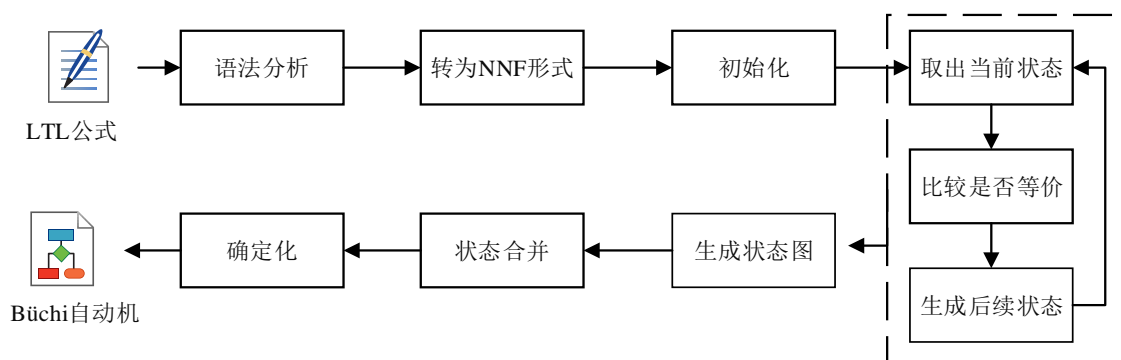 语法分析
转为NNF形式
初始化
取出当前状态
LTL公式
比较是否等价
确定化
状态合并
生成状态图
生成后续状态
Büchi自动机